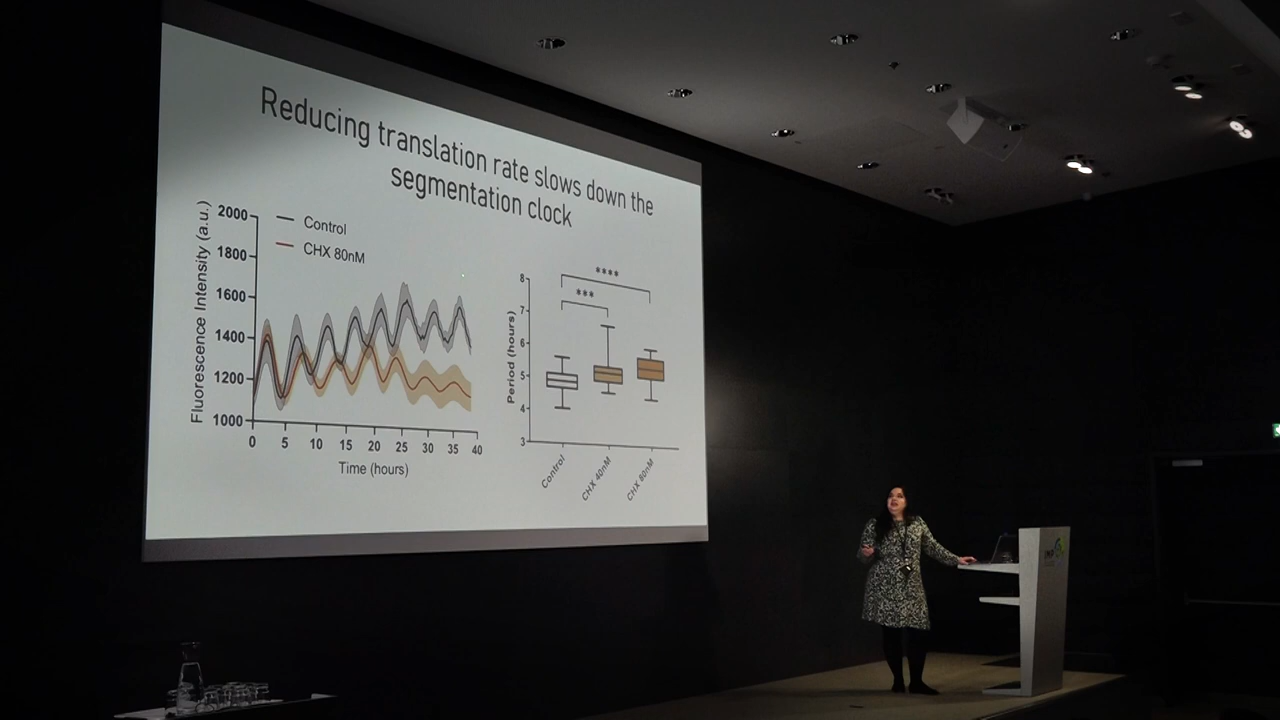 Reducing translation rate slows down the
segmentation clock
Control
CHX 80nM
Fluorescence Intensity (a.u.)
2000
1800
1600
1400
1200
1000
0 5 10 15 20 25 30 35 40
Time (hours)
****
***
Period (hours)
8
7
6
5
4
3
Control
CHX 40nM
CHX 80nM
IMP